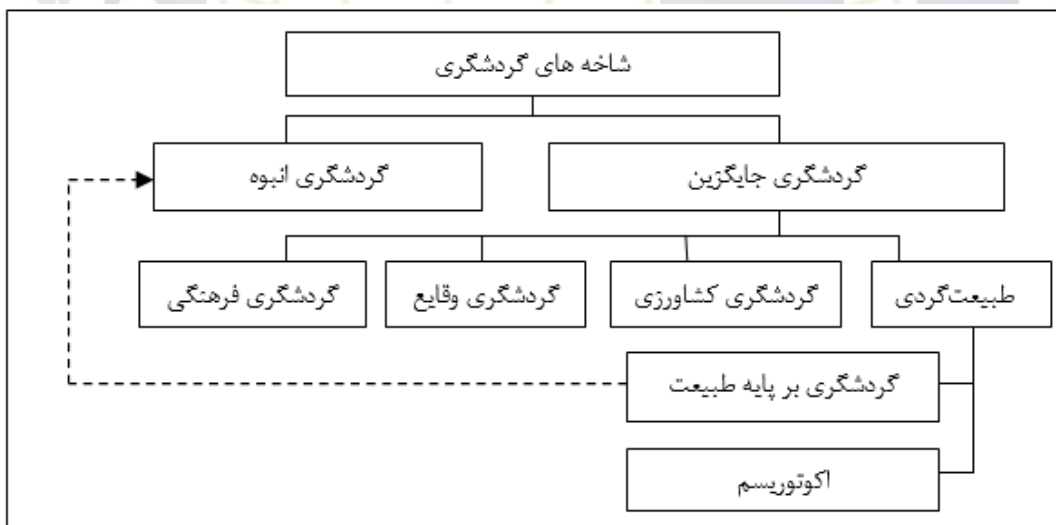 شاخه های گردشگری
گردشگری جایگزین
گردشگری انبوه
طبیعت‌گردی
گردشگری کشاورزی
گردشگری وقایع
گردشگری فرهنگی
گردشگری بر پایه طبیعت
اکوتوریسم